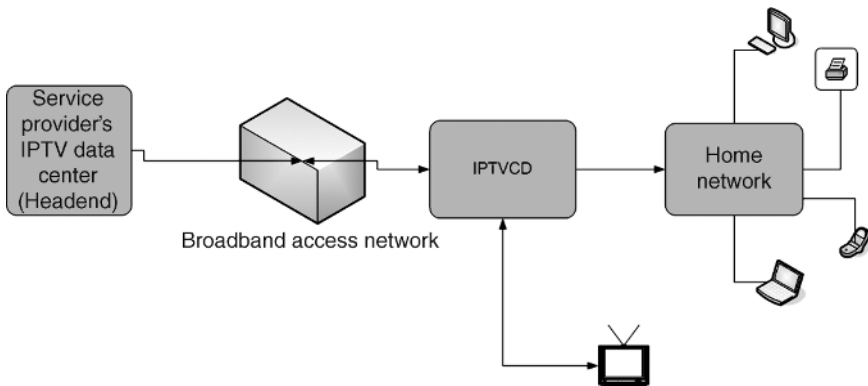 Service
provider's
IPTV data
center
(Headend)
Broadband access network
IPTVCD
Home
network